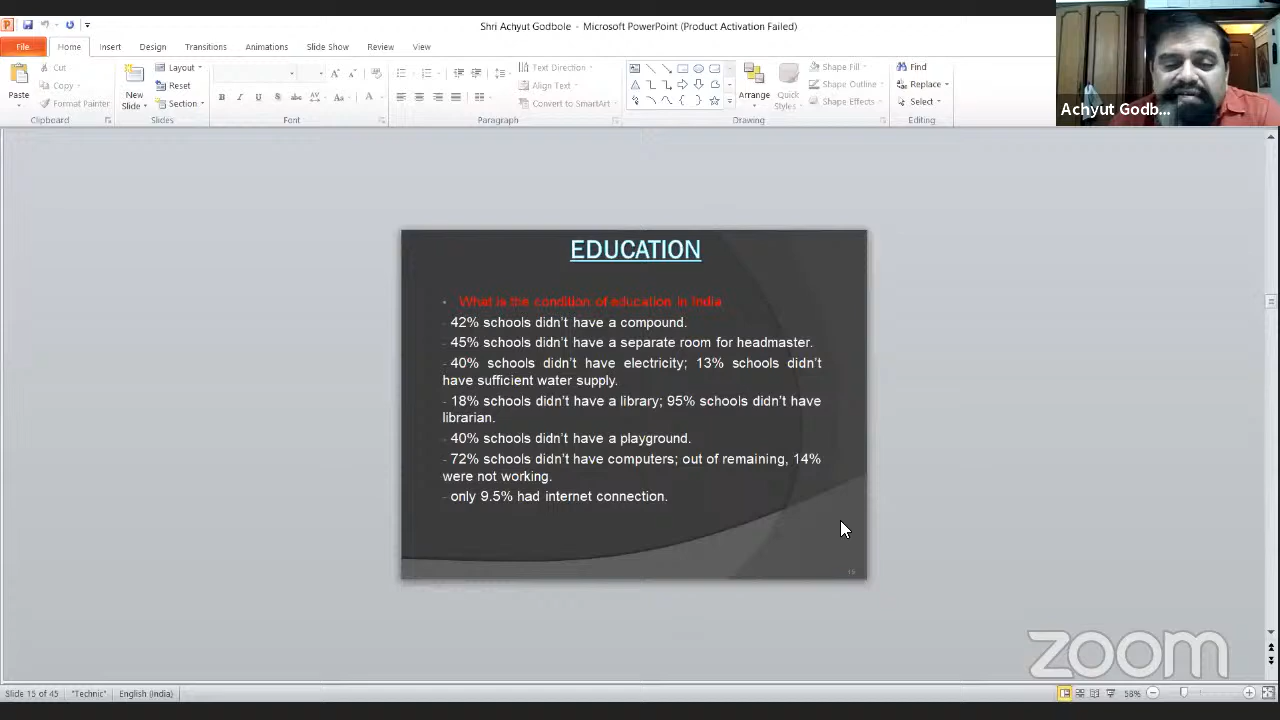 Shri Achyut Godbole - Microsoft PowerPoint (Product Activation Failed)
File Home Insert Design Transitions Animations Slide Show Review View
Paste
Cut
Copy
Format Painter
Clipboard
New Slide
Layout
Reset
Section
Slides
Font
Text Direction
Align Text
Convert to SmartArt
Paragraph
Arrange
Quick Styles
Shape Fill
Shape Outline
Shape Effects
Drawing
Find
Replace
Select
Editing
Achyut Godb...
EDUCATION
• What is the condition of education in India
- 42% schools didn't have a compound.
- 45% schools didn't have a separate room for headmaster.
- 40% schools didn't have electricity; 13% schools didn't
have sufficient water supply.
- 18% schools didn't have a library; 95% schools didn't have
librarian.
- 40% schools didn't have a playground.
- 72% schools didn't have computers; out of remaining, 14%
were not working.
- only 9.5% had internet connection.
15
zoom
Slide 15 of 45 "Technic" English (India) 58%